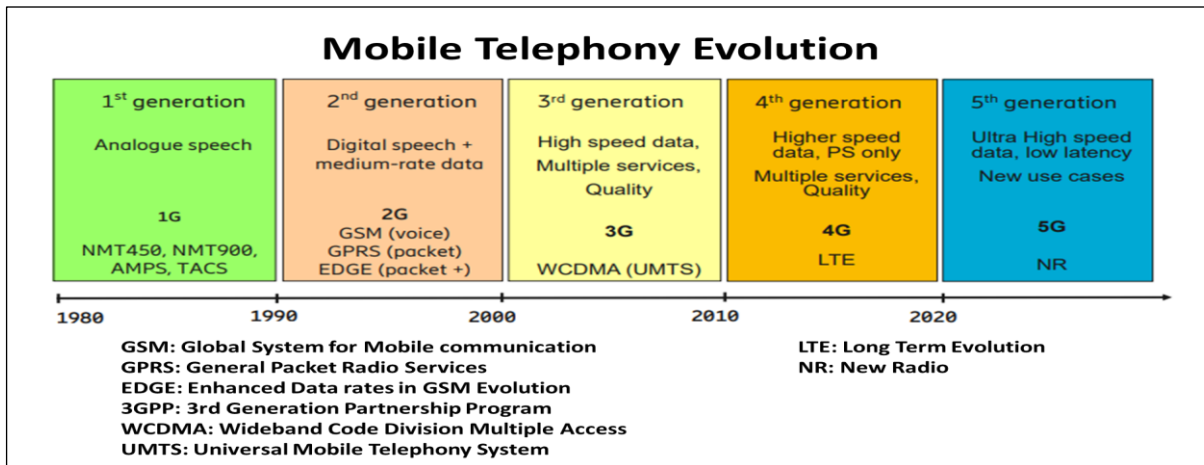 Mobile Telephony Evolution
1st generation
Analogue speech
1G
NMT450, NMT900,
AMPS, TACS
2nd generation
Digital speech +
medium-rate data
2G
GSM (voice)
GPRS (packet)
EDGE (packet +)
3rd generation
High speed data,
Multiple services,
Quality
3G
WCDMA (UMTS)
4th generation
Higher speed
data, PS only
Multiple services,
Quality
4G
LTE
5th generation
Ultra High speed
data, low latency
New use cases
5G
NR
1980
1990
2000
2010
2020
GSM: Global System for Mobile communication
GPRS: General Packet Radio Services
EDGE: Enhanced Data rates in GSM Evolution
3GPP: 3rd Generation Partnership Program
WCDMA: Wideband Code Division Multiple Access
UMTS: Universal Mobile Telephony System
LTE: Long Term Evolution
NR: New Radio